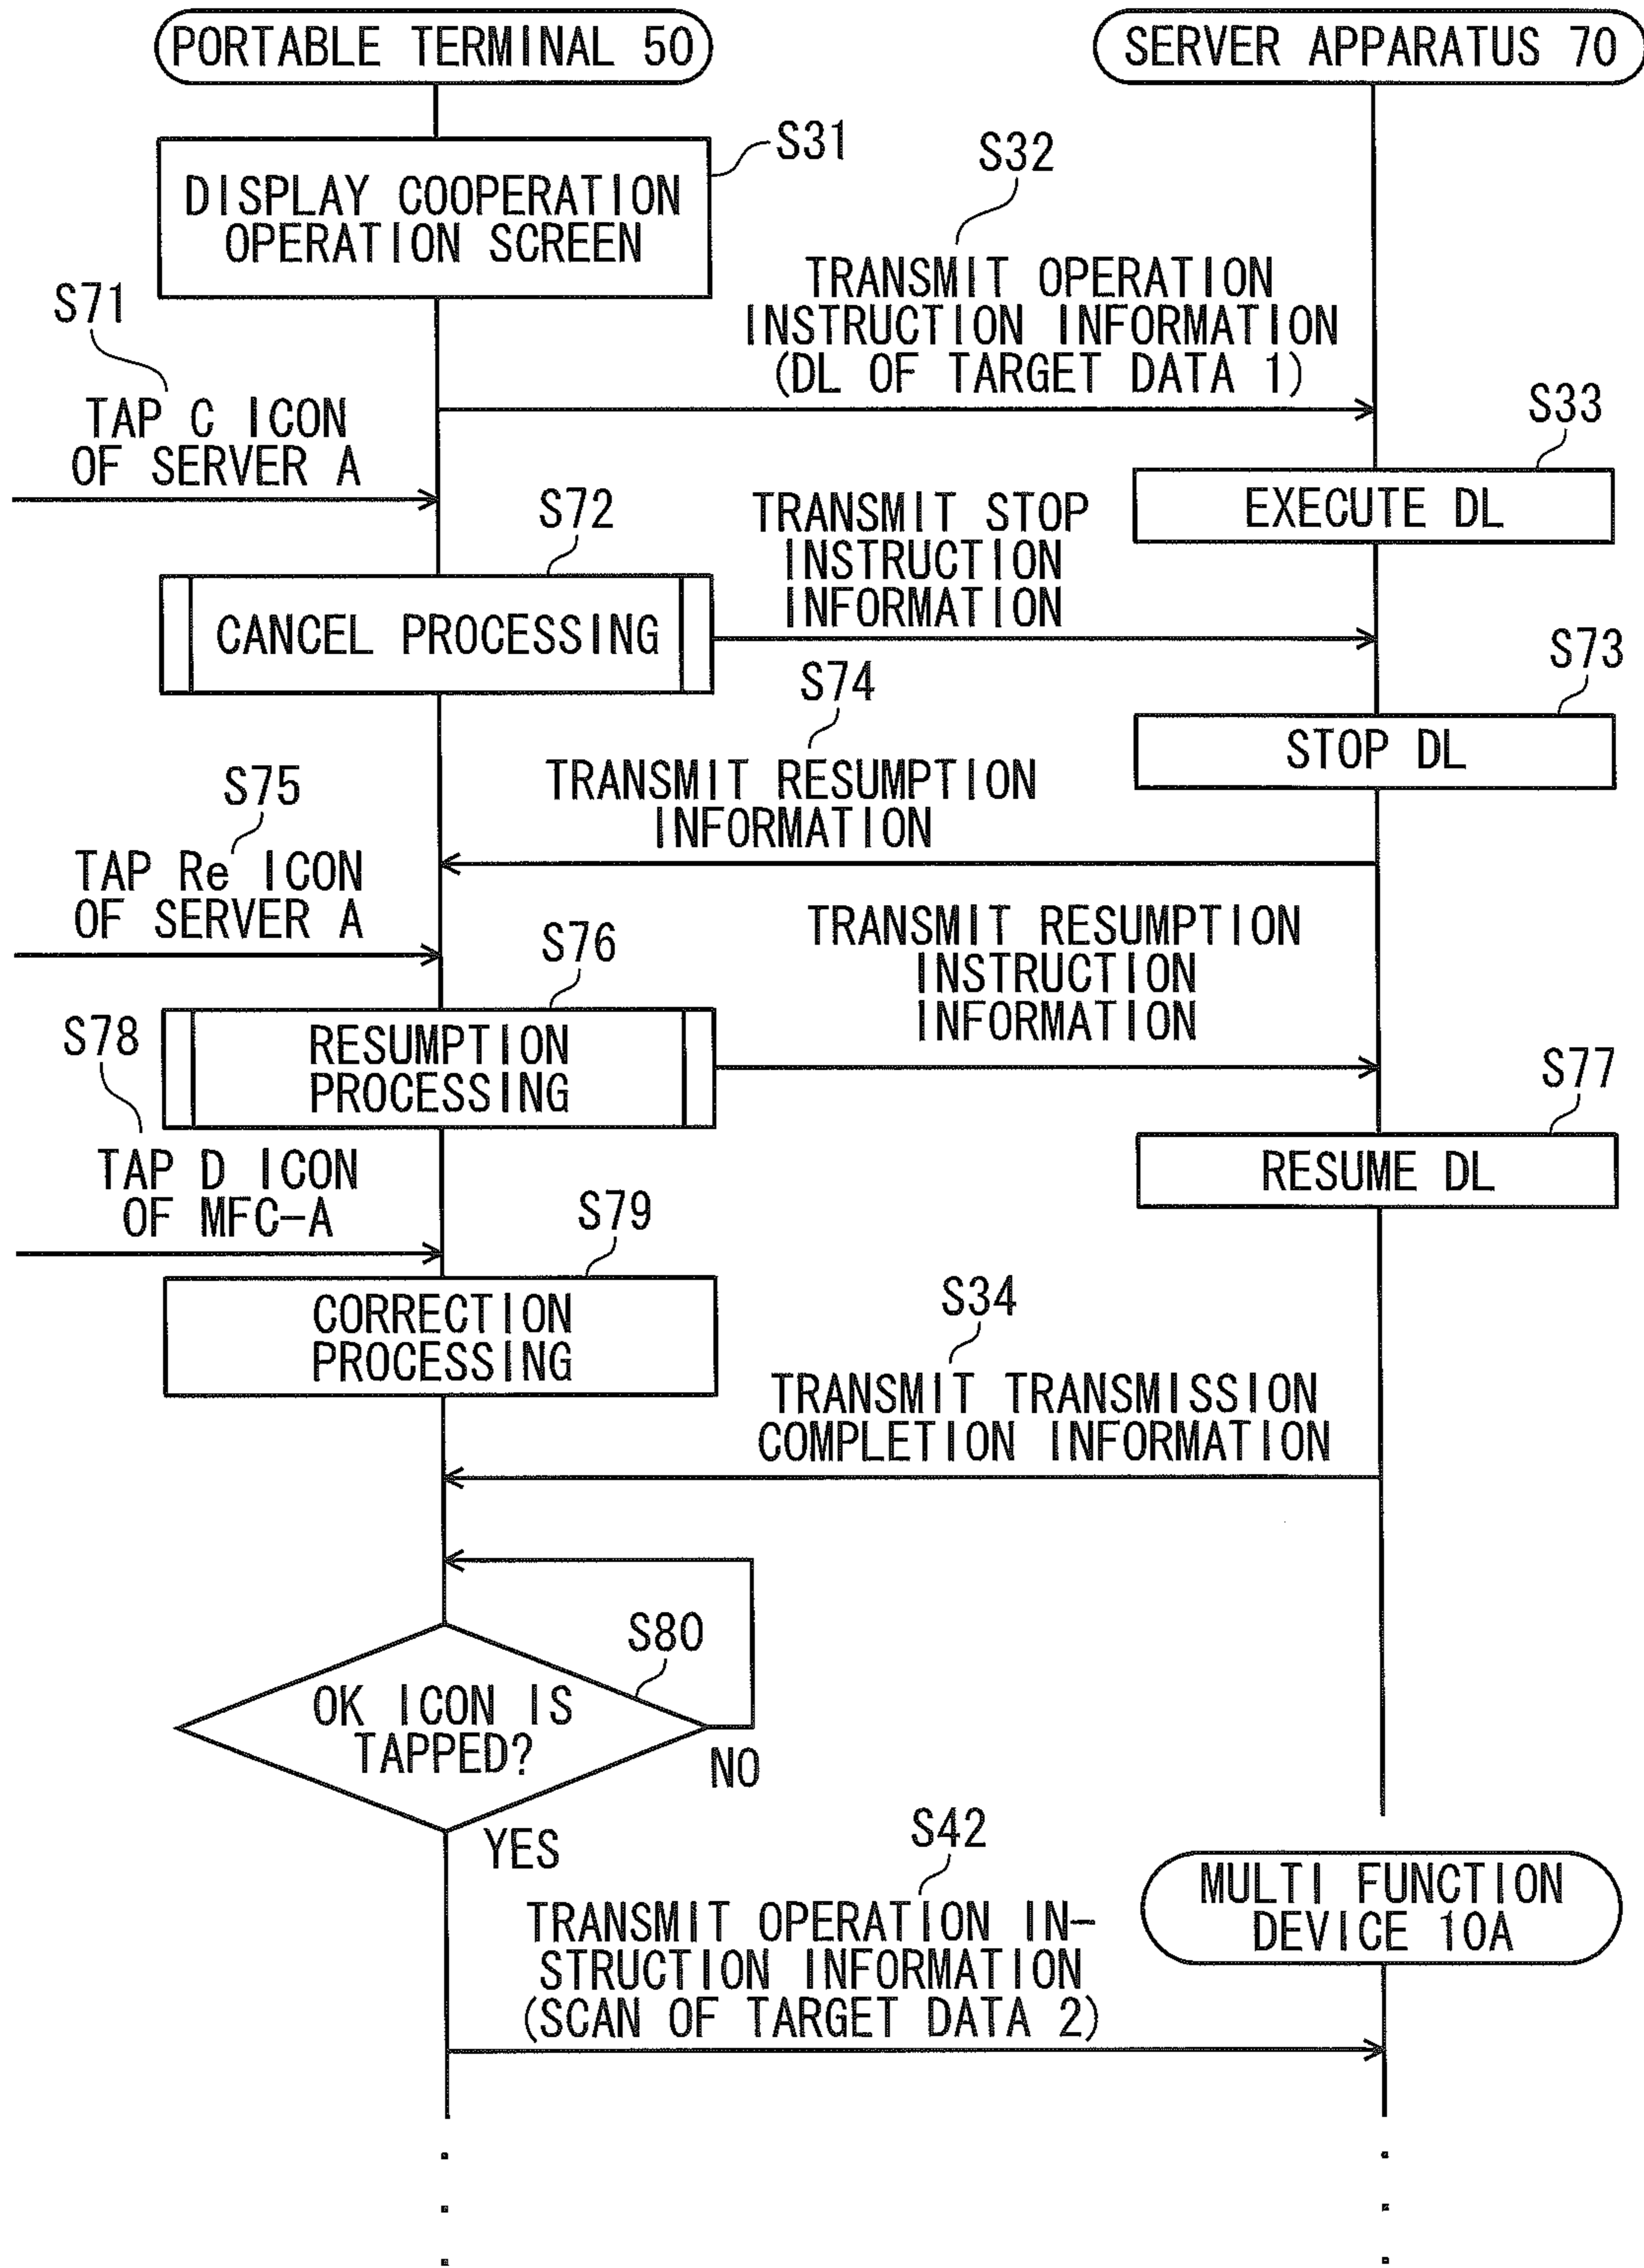 PORTABLE TERMINAL 50
SERVER APPARATUS 70
S31
DISPLAY COOPERATION
OPERATION SCREEN
S32
TRANSMIT OPERATION
INSTRUCTION INFORMATION
(DL OF TARGET DATA 1)
S71
TAP C ICON
OF SERVER A
S33
EXECUTE DL
S72
CANCEL PROCESSING
TRANSMIT STOP
INSTRUCTION
INFORMATION
S73
STOP DL
S74
TRANSMIT RESUMPTION
INFORMATION
S75
TAP Re ICON
OF SERVER A
S76
RESUMPTION
PROCESSING
TRANSMIT RESUMPTION
INSTRUCTION
INFORMATION
S77
RESUME DL
S78
TAP D ICON
OF MFC-A
S79
CORRECTION
PROCESSING
S34
TRANSMIT TRANSMISSION
COMPLETION INFORMATION
S80
OK ICON IS
TAPPED?
NO
YES
S42
TRANSMIT OPERATION IN-
STRUCTION INFORMATION
(SCAN OF TARGET DATA 2)
MULTI FUNCTION
DEVICE 10A